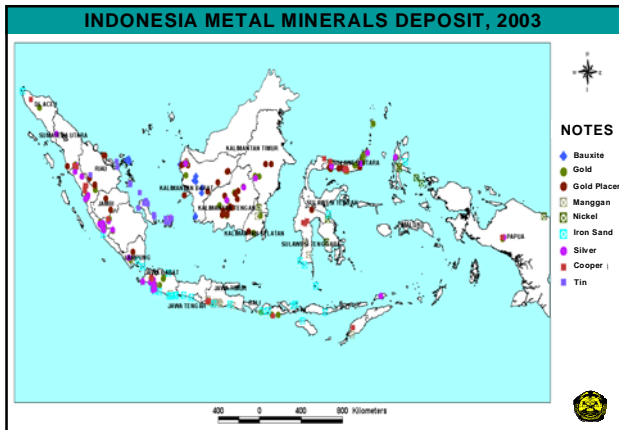 INDONESIA METAL MINERALS DEPOSIT, 2003
DI. ACEH
SUMATERA UTARA
RIAU
JAMBI
LAMPUNG
KALIMANTAN TIMUR
KALIMANTAN BARAT
KALIMANTAN TENGAH
KALIMANTAN SELATAN
SULAWESI TENGAH
SULAWESI TENGGARA
MALUKU
PAPUA
JAWA BARAT
JAWA TENGAH
JAWA TIMUR
BALI
NOTES
Bauxite
Gold
Gold Placer
Manggan
Nickel
Iron Sand
Silver
Cooper
Tin
400 0 400 800 Kilometers